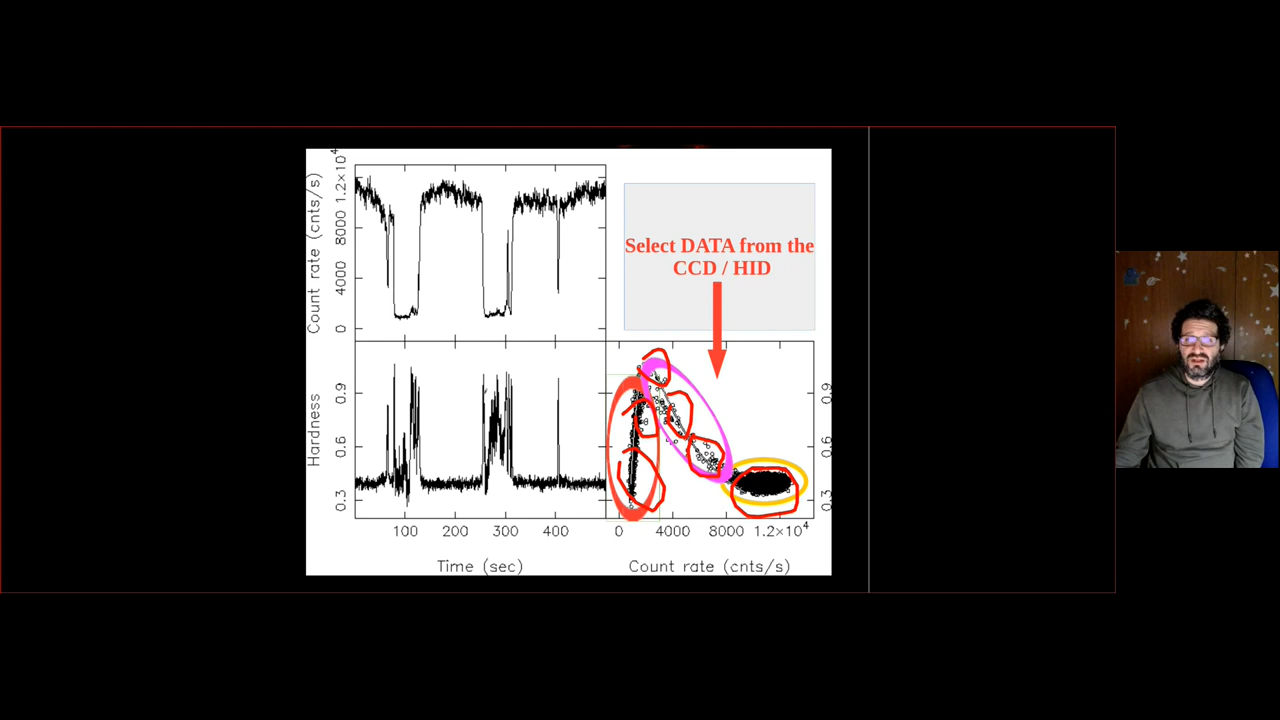 Count rate (cnts/s)
1.2×10⁴
8000
4000
0
Select DATA from the
CCD / HID
Hardness
0.9
0.6
0.3
0.9
0.6
0.3
100 200 300 400
0 4000 8000 1.2×10⁴
Time (sec)
Count rate (cnts/s)